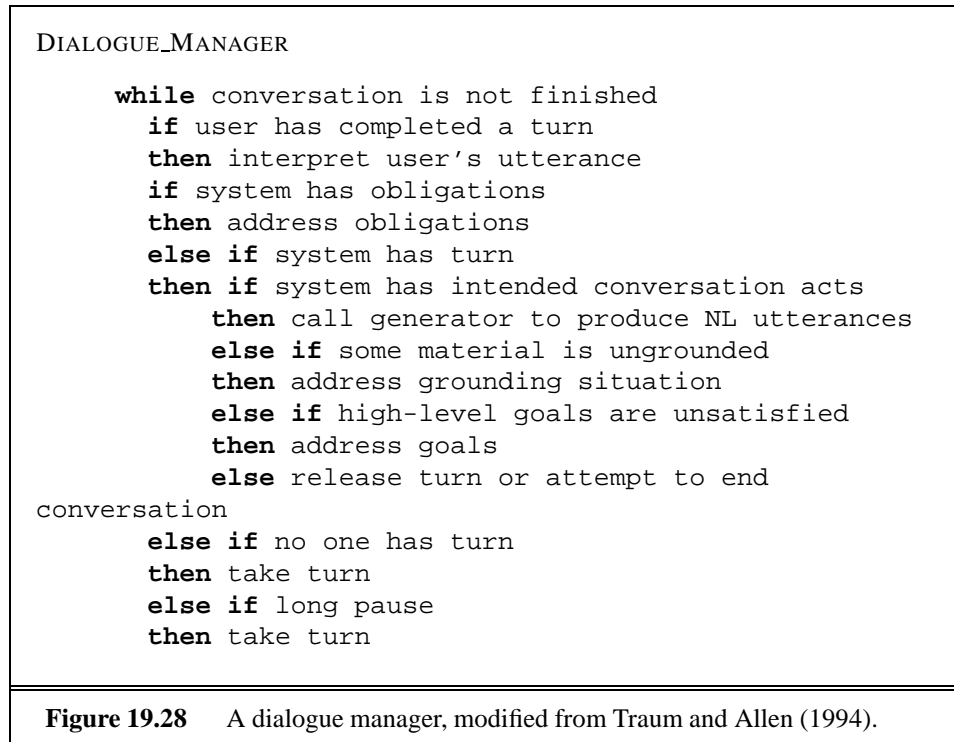 DIALOGUE_MANAGER
while conversation is not finished
if user has completed a turn
then interpret user's utterance
if system has obligations
then address obligations
else if system has turn
then if system has intended conversation acts
then call generator to produce NL utterances
else if some material is ungrounded
then address grounding situation
else if high-level goals are unsatisfied
then address goals
else release turn or attempt to end
conversation
else if no one has turn
then take turn
else if long pause
then take turn
Figure 19.28 A dialogue manager, modified from Traum and Allen (1994).